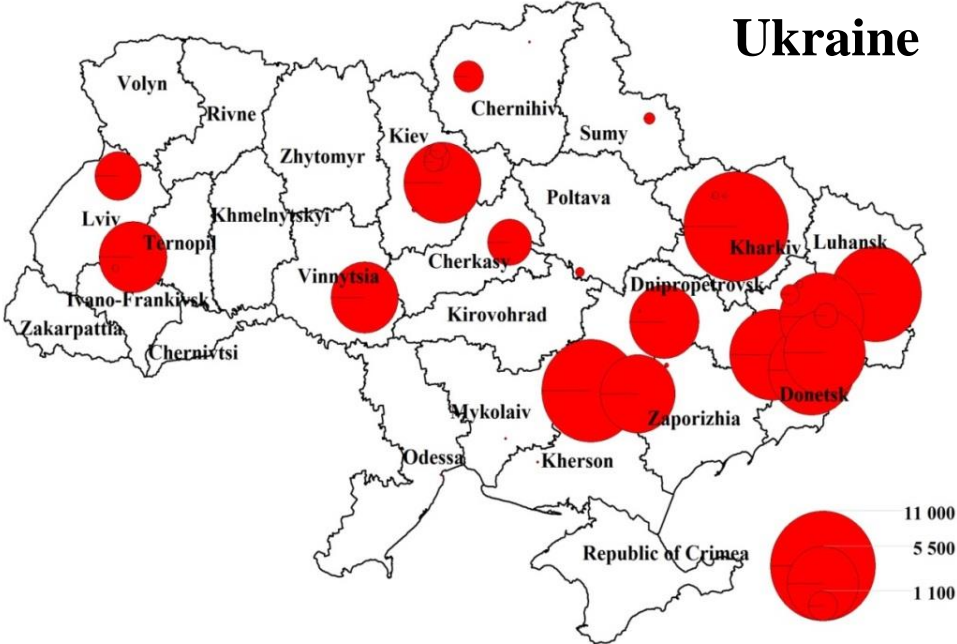 Ukraine
Volyn
Rivne
Zhytomyr
Kiev
Chernihiv
Sumy
Lviv
Ternopil
Khmelnytskyi
Vinnytsia
Cherkasy
Poltava
Kharkiv
Luhansk
Ivano-Frankivsk
Zakarpattia
Chernivtsi
Kirovohrad
Dnipropetrovsk
Donetsk
Mykolaiv
Zaporizhia
Odessa
Kherson
Republic of Crimea
11 000
5 500
1 100